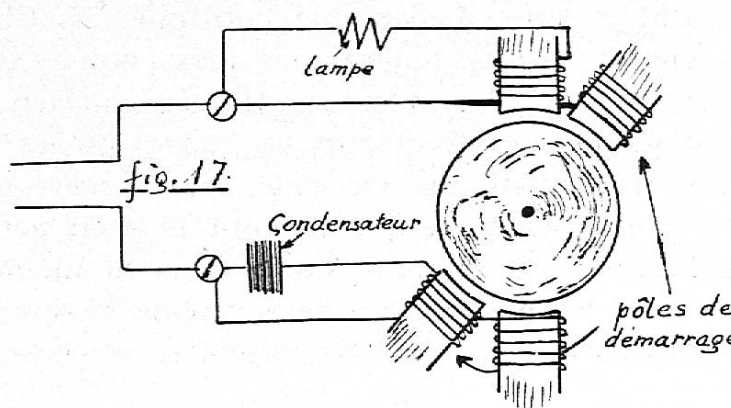 lampe
fig. 17.
Condensateur
pôles de
démarrage